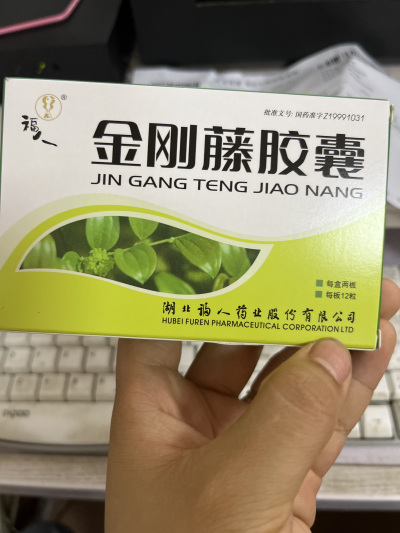 批准文号: 国药准字Z19991031
福人
®
金刚藤胶囊
JIN GANG TENG JIAO NANG
每盒两板
每板12粒
湖北福人药业股份有限公司
HUBEI FUREN PHARMACEUTICAL CORPORATION LTD